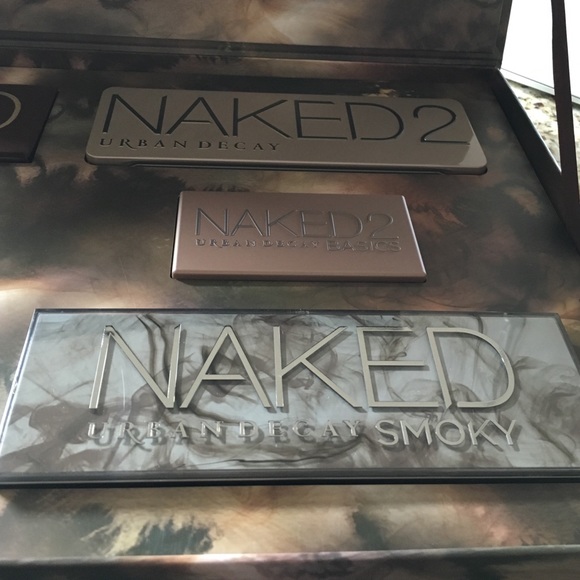 D
NAKED2
URBAN DECAY
NAKED2
URBAN DECAY BASICS
NAKED
URBAN DECAY SMOKY